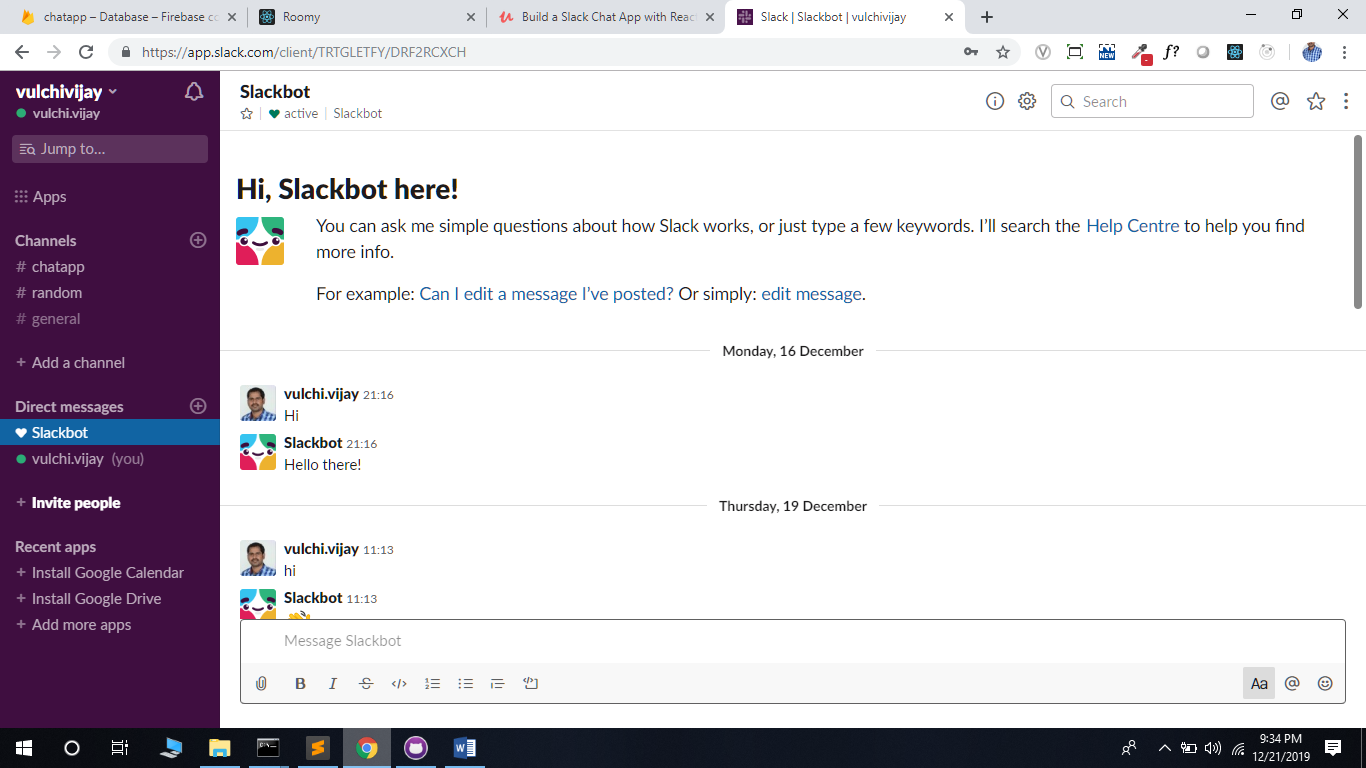 chatapp – Database – Firebase co
Roomy
Build a Slack Chat App with Reac
Slack | Slackbot | vulchivijay
https://app.slack.com/client/TRTGLETFY/DRF2RCXCH
NEW
f?
vulchivijay
vulchi.vijay
Jump to...
Apps
Channels
# chatapp
# random
# general
+ Add a channel
Direct messages
Slackbot
vulchi.vijay (you)
+ Invite people
Recent apps
+ Install Google Calendar
+ Install Google Drive
+ Add more apps
Slackbot
active | Slackbot
Search
Hi, Slackbot here!
You can ask me simple questions about how Slack works, or just type a few keywords. I’ll search the Help Centre to help you find
more info.
For example: Can I edit a message I’ve posted? Or simply: edit message.
Monday, 16 December
vulchi.vijay 21:16
Hi
Slackbot 21:16
Hello there!
Thursday, 19 December
vulchi.vijay 11:13
hi
Slackbot 11:13
Message Slackbot
B I S </> Aa @
9:34 PM
12/21/2019